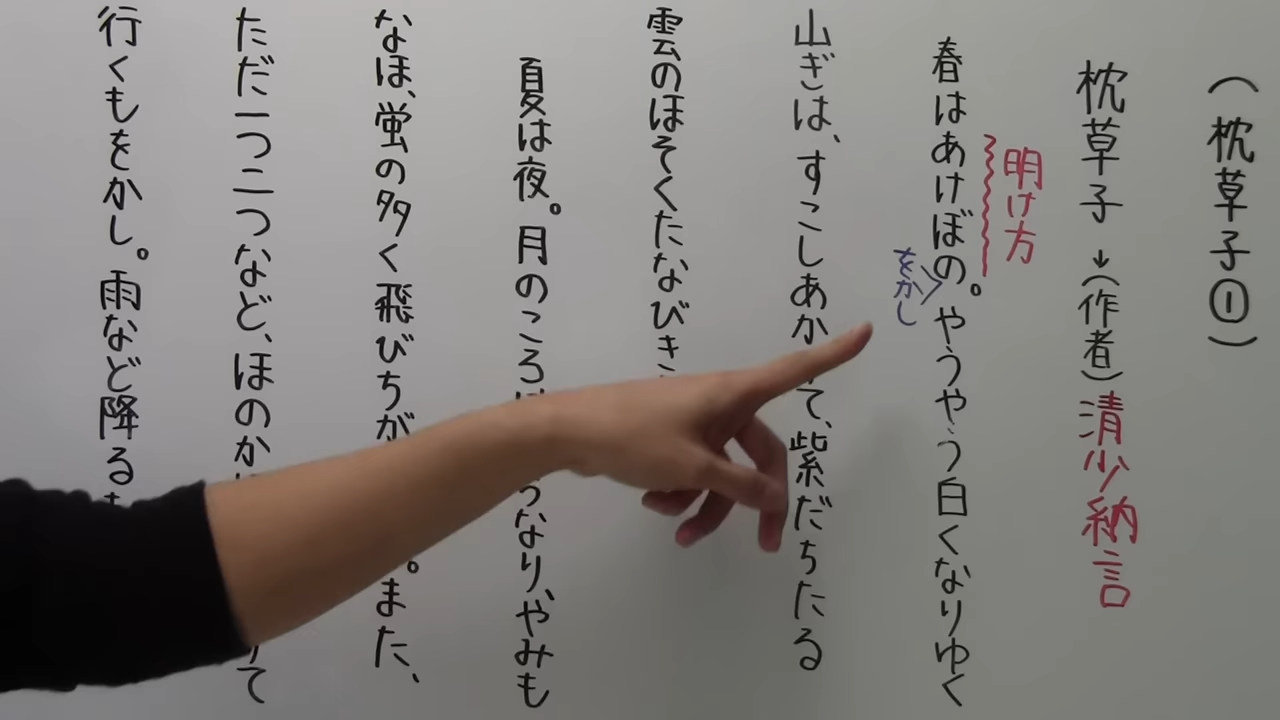 （枕草子①）
枕草子→（作者）清少納言
明け方
春はあけぼの。やうやう白くなりゆく
をかし
山ぎは、すこしあか て、紫だちたる
雲のほそくたなびき
夏は夜。月のころ なり、やみも
なほ、蛍の多く飛びちが 。また、
ただ一つ二つなど、ほのか て
行くもをかし。雨など降る